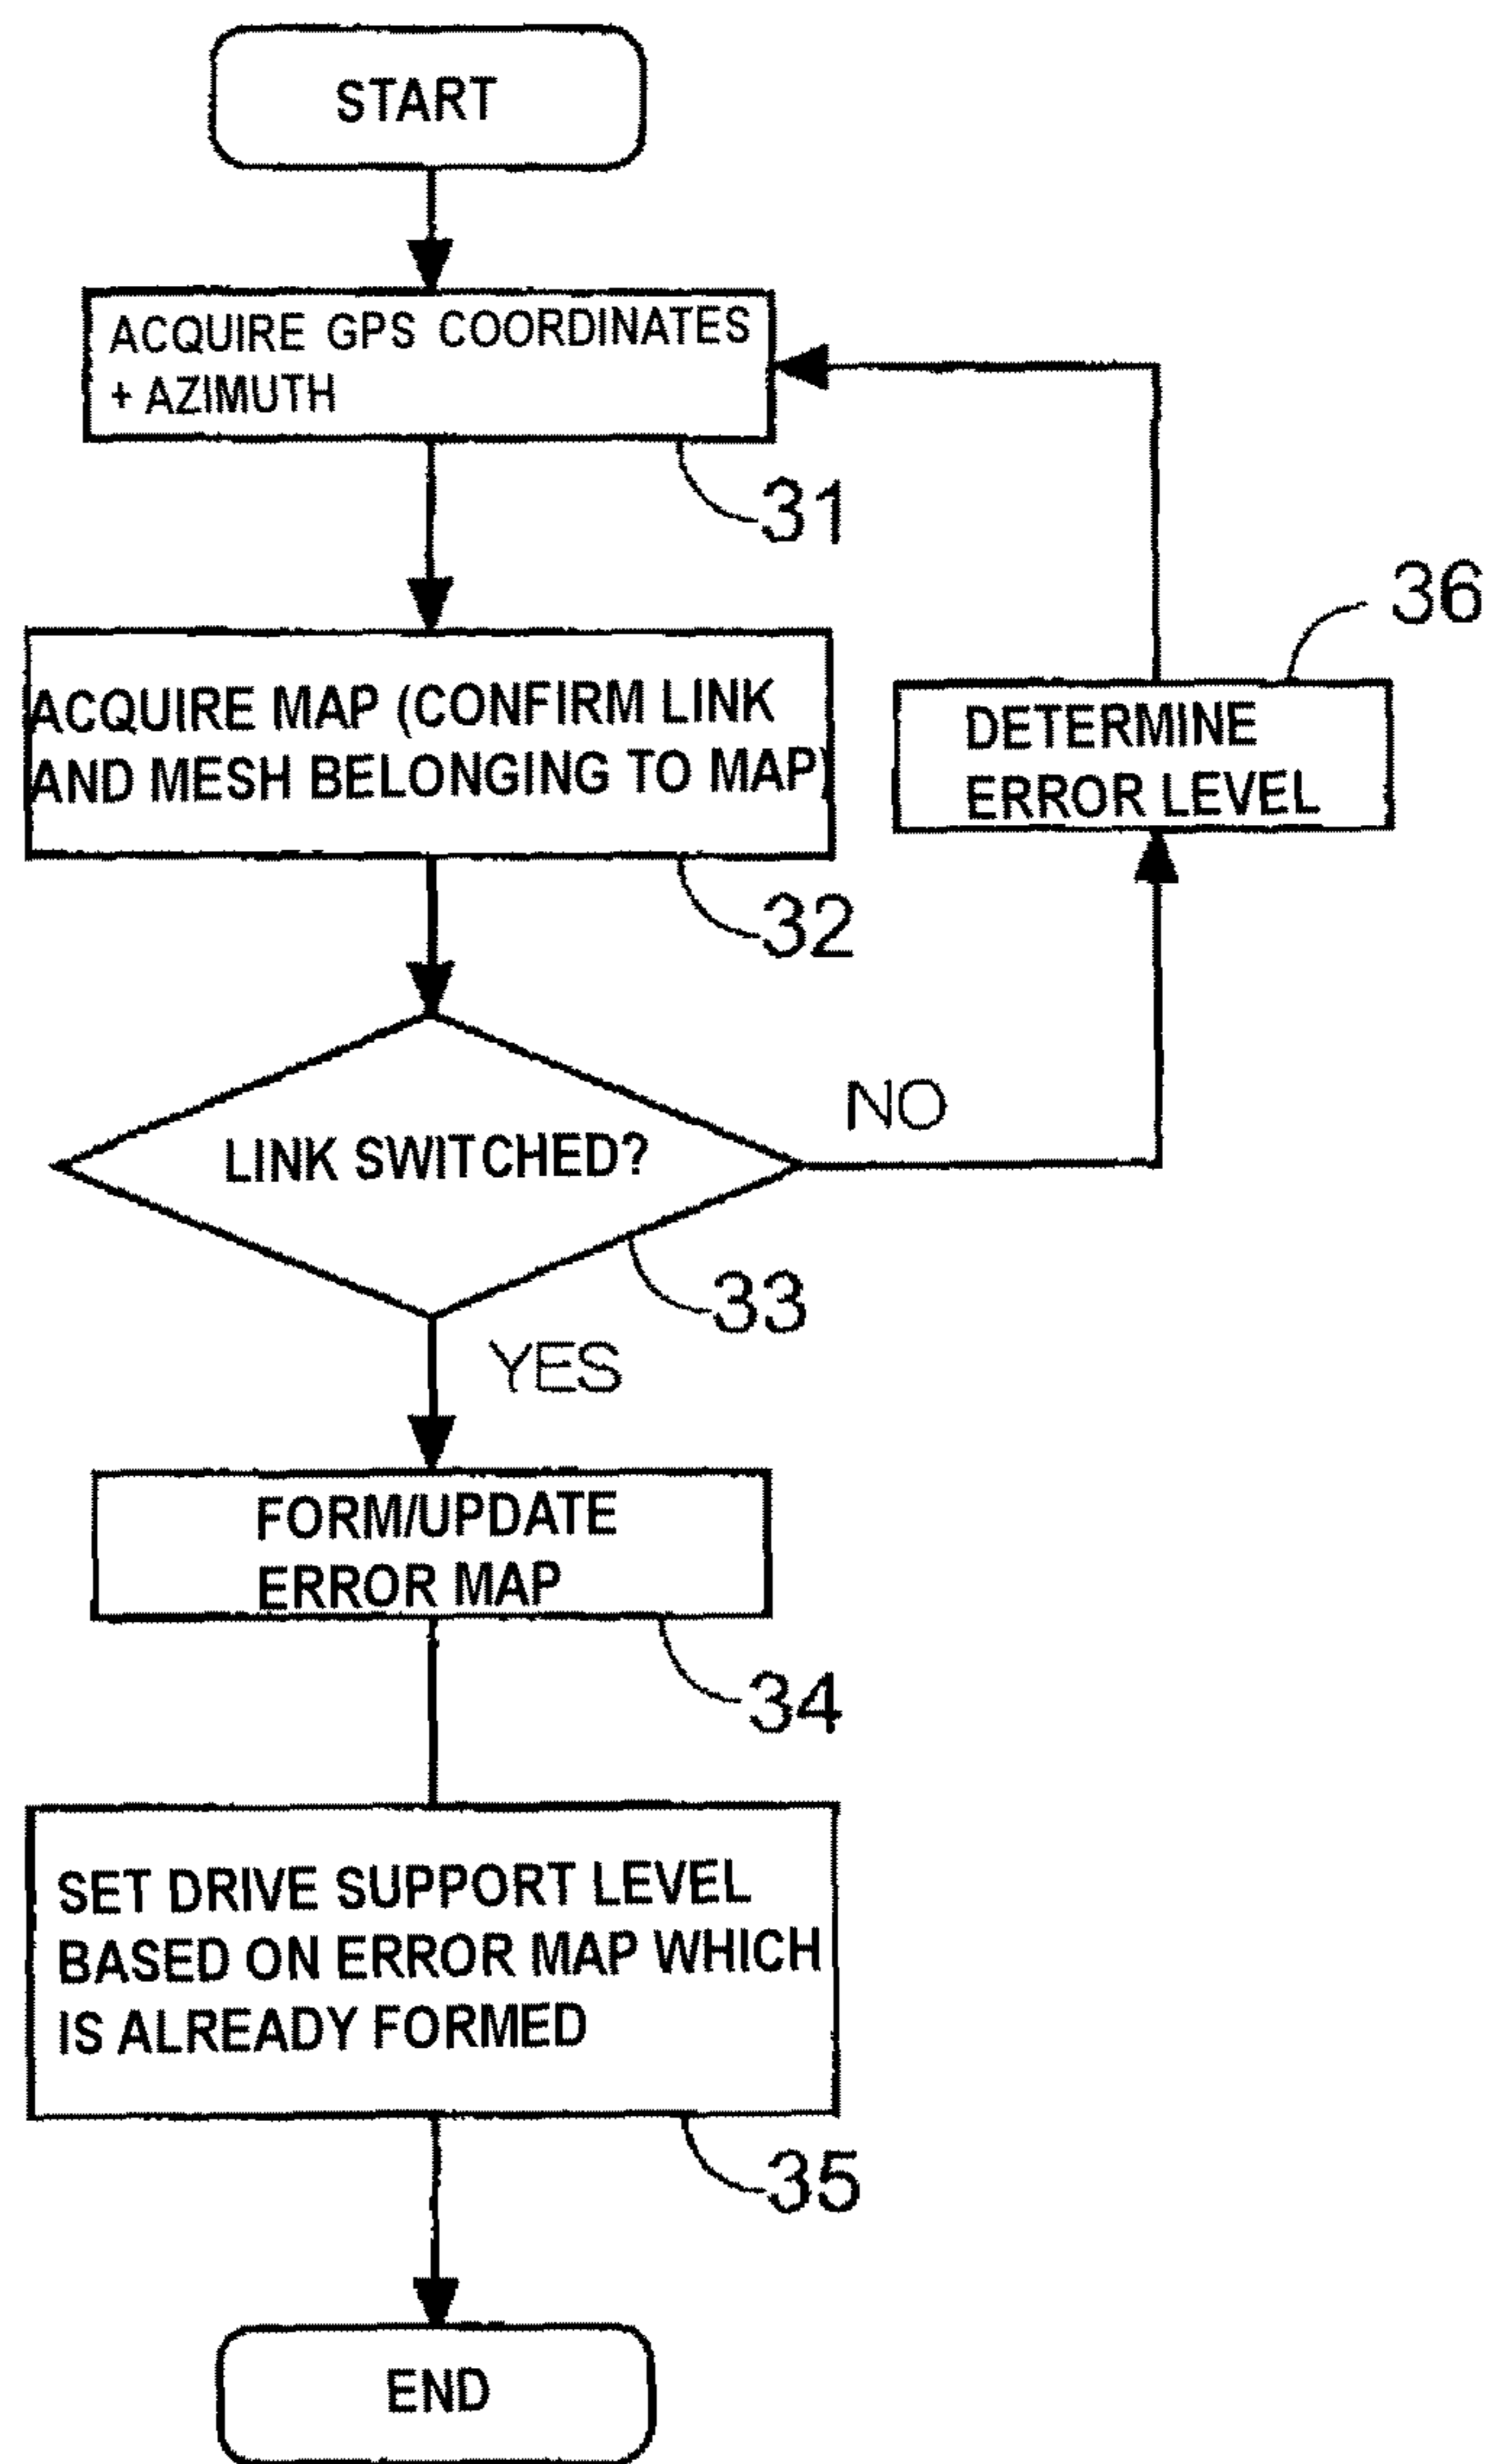 START
ACQUIRE GPS COORDINATES
+ AZIMUTH
31
ACQUIRE MAP (CONFIRM LINK
AND MESH BELONGING TO MAP)
32
36
DETERMINE
ERROR LEVEL
LINK SWITCHED?
NO
33
YES
FORM/UPDATE
ERROR MAP
34
SET DRIVE SUPPORT LEVEL
BASED ON ERROR MAP WHICH
IS ALREADY FORMED
35
END